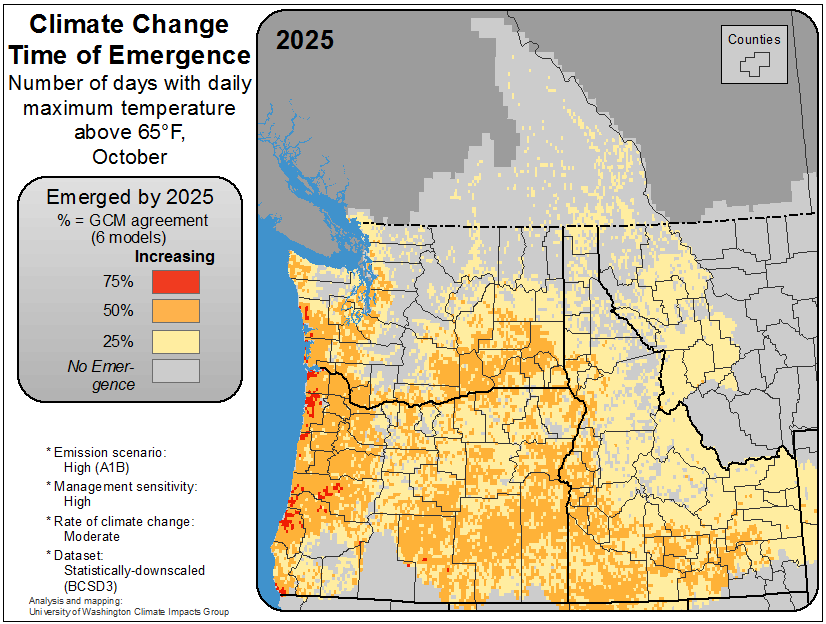 Climate Change
Time of Emergence
Number of days with daily
maximum temperature
above 65°F,
October
Emerged by 2025
% = GCM agreement
(6 models)
Increasing
75%
50%
25%
No Emer-
gence
* Emission scenario:
High (A1B)
* Management sensitivity:
High
* Rate of climate change:
Moderate
* Dataset:
Statistically-downscaled
(BCSD3)
Analysis and mapping:
University of Washington Climate Impacts Group
2025
Counties